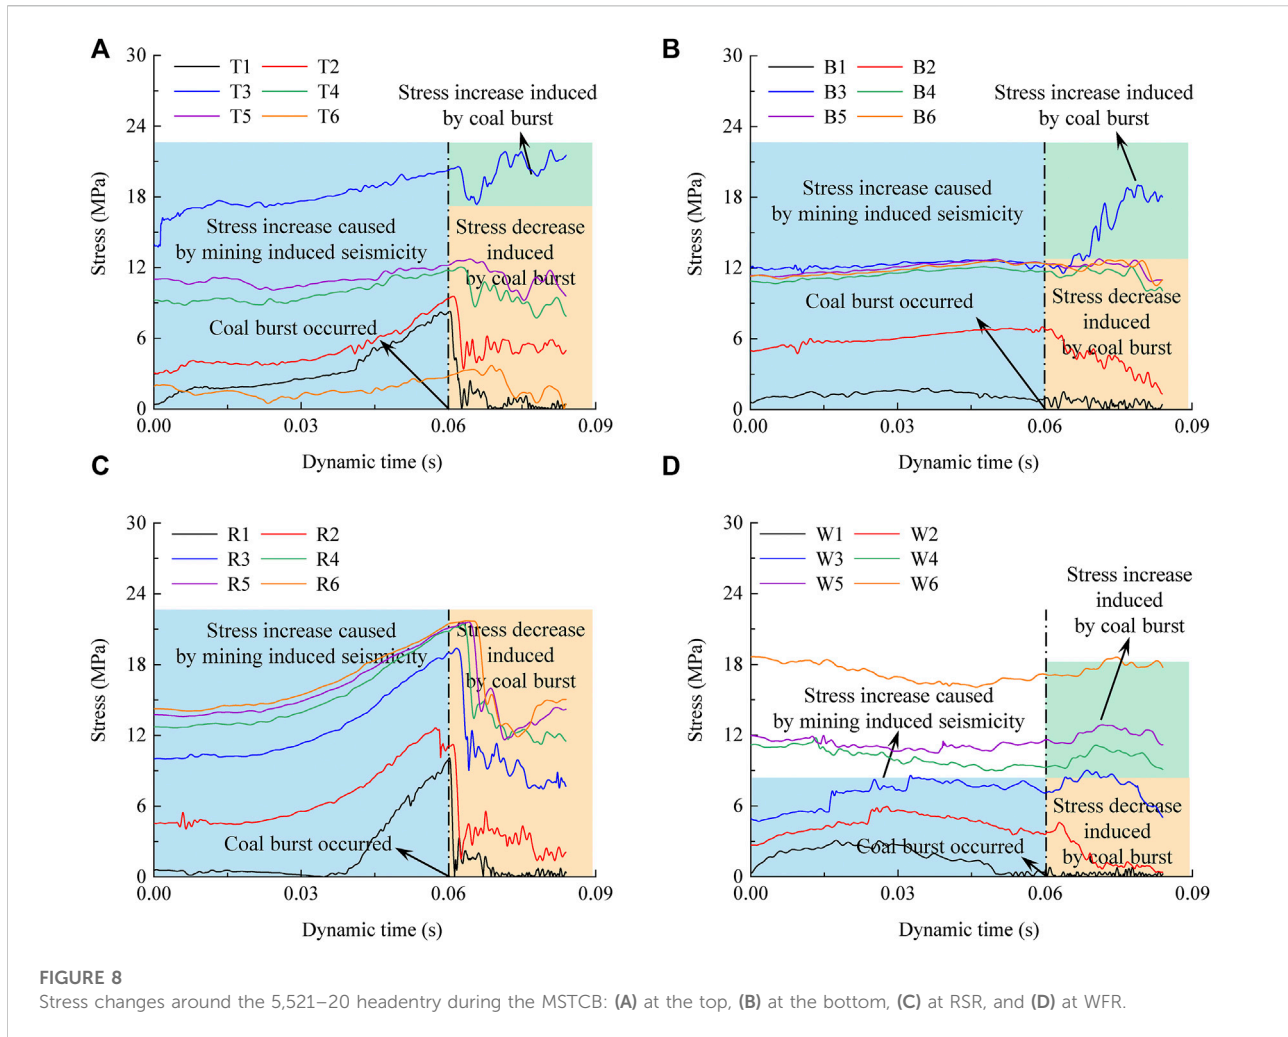 A
T1 T2
T3 T4
T5 T6
Stress increase induced
by coal burst
Stress increase caused
by mining induced seismicity
Stress decrease
induced
by coal burst
Coal burst occurred
Stress (MPa)
30
24
18
12
6
0
0.00 0.03 0.06 0.09
Dynamic time (s)
B
B1 B2
B3 B4
B5 B6
Stress increase induced
by coal burst
Stress increase caused
by mining induced seismicity
Coal burst occurred
Stress decrease
induced
by coal burst
Stress (MPa)
30
24
18
12
6
0
0.00 0.03 0.06 0.09
Dynamic time (s)
C
R1 R2
R3 R4
R5 R6
Stress increase caused
by mining induced seismicity
Stress decrease
induced
by coal burst
Coal burst occurred
Stress (MPa)
30
24
18
12
6
0
0.00 0.03 0.06 0.09
Dynamic time (s)
D
W1 W2
W3 W4
W5 W6
Stress increase
induced
by coal burst
Stress increase caused
by mining induced seismicity
Coal burst occurred
Stress decrease
induced
by coal burst
Stress (MPa)
30
24
18
12
6
0
0.00 0.03 0.06 0.09
Dynamic time (s)
FIGURE 8
Stress changes around the 5,521–20 headentry during the MSTCB: (A) at the top, (B) at the bottom, (C) at RSR, and (D) at WFR.